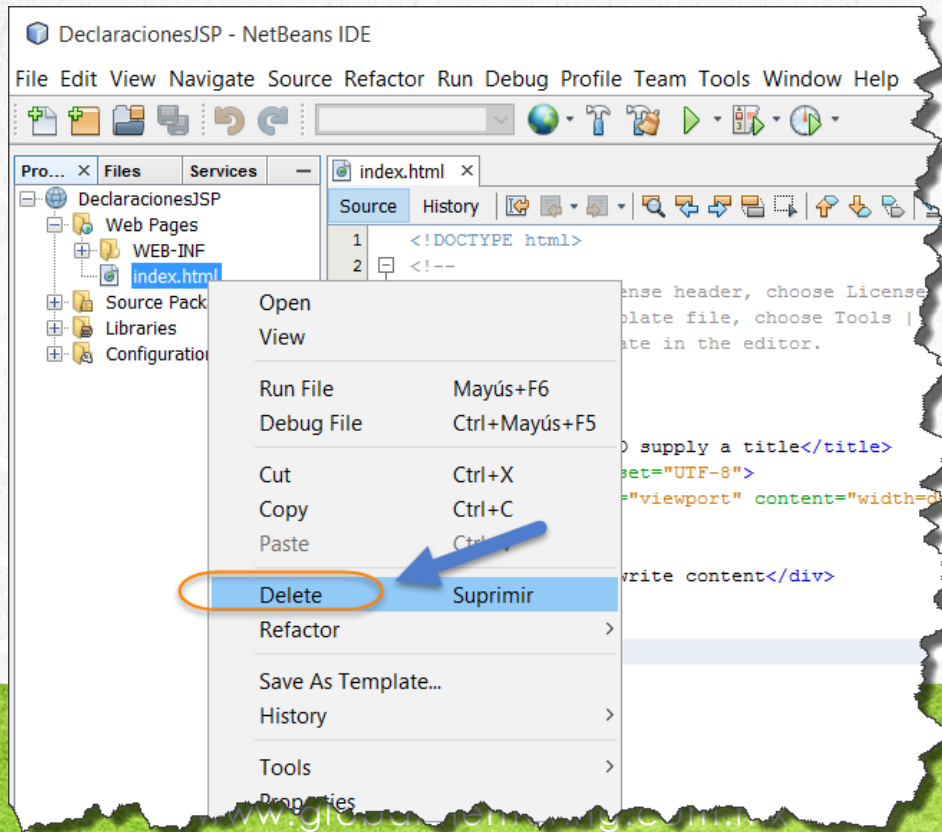 DeclaracionesJSP - NetBeans IDE
File Edit View Navigate Source Refactor Run Debug Profile Team Tools Window Help
Pro... Files Services
index.html
DeclaracionesJSP
Source History
Web Pages
1 <!DOCTYPE html>
WEB-INF
2 <!--
index.html
Source Pack
ense header, choose License
Libraries
plate file, choose Tools |
Configuration
ate in the editor.
Open
View
Run File Mayús+F6
Debug File Ctrl+Mayús+F5
supply a title</title>
Cut Ctrl+X
set="UTF-8">
="viewport" content="width=d
Copy Ctrl+C
Paste
write content</div>
Delete Suprimir
Refactor
Save As Template...
History
Tools
Properties